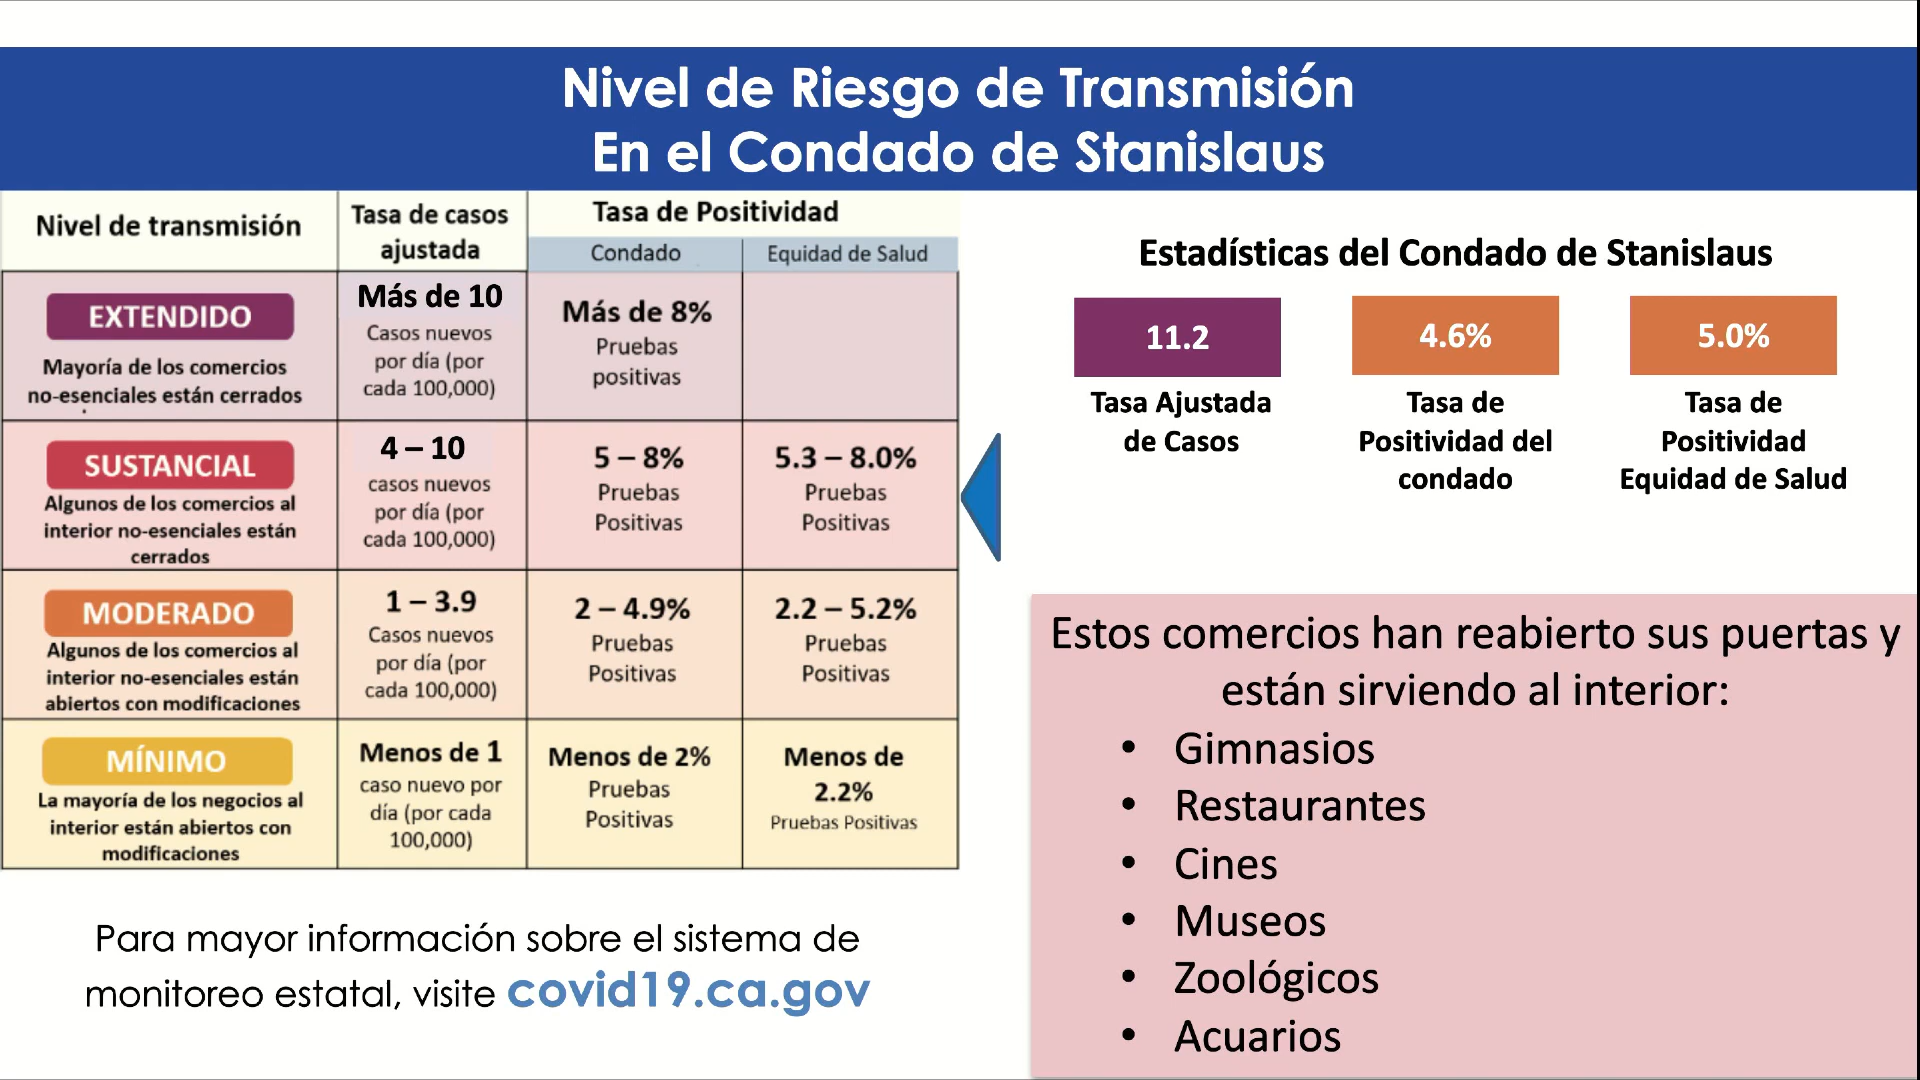 Nivel de Riesgo de Transmisión
En el Condado de Stanislaus
Nivel de transmisión
Tasa de casos
ajustada
Tasa de Positividad
Condado
Equidad de Salud
EXTENDIDO
Mayoría de los comercios
no-esenciales están cerrados
Más de 10
Casos nuevos
por día (por
cada 100,000)
Más de 8%
Pruebas
positivas
SUSTANCIAL
Algunos de los comercios al
interior no-esenciales están
cerrados
4 – 10
casos nuevos
por día (por
cada 100,000)
5 – 8%
Pruebas
Positivas
5.3 – 8.0%
Pruebas
Positivas
MODERADO
Algunos de los comercios al
interior no-esenciales están
abiertos con modificaciones
1 – 3.9
Casos nuevos
por día (por
cada 100,000)
2 – 4.9%
Pruebas
Positivas
2.2 – 5.2%
Pruebas
Positivas
MÍNIMO
La mayoría de los negocios al
interior están abiertos con
modificaciones
Menos de 1
caso nuevo por
día (por cada
100,000)
Menos de 2%
Pruebas
Positivas
Menos de
2.2%
Pruebas Positivas
Para mayor información sobre el sistema de
monitoreo estatal, visite covid19.ca.gov
Estadísticas del Condado de Stanislaus
11.2
Tasa Ajustada
de Casos
4.6%
Tasa de
Positividad del
condado
5.0%
Tasa de
Positividad
Equidad de Salud
Estos comercios han reabierto sus puertas y
están sirviendo al interior:
• Gimnasios
• Restaurantes
• Cines
• Museos
• Zoológicos
• Acuarios